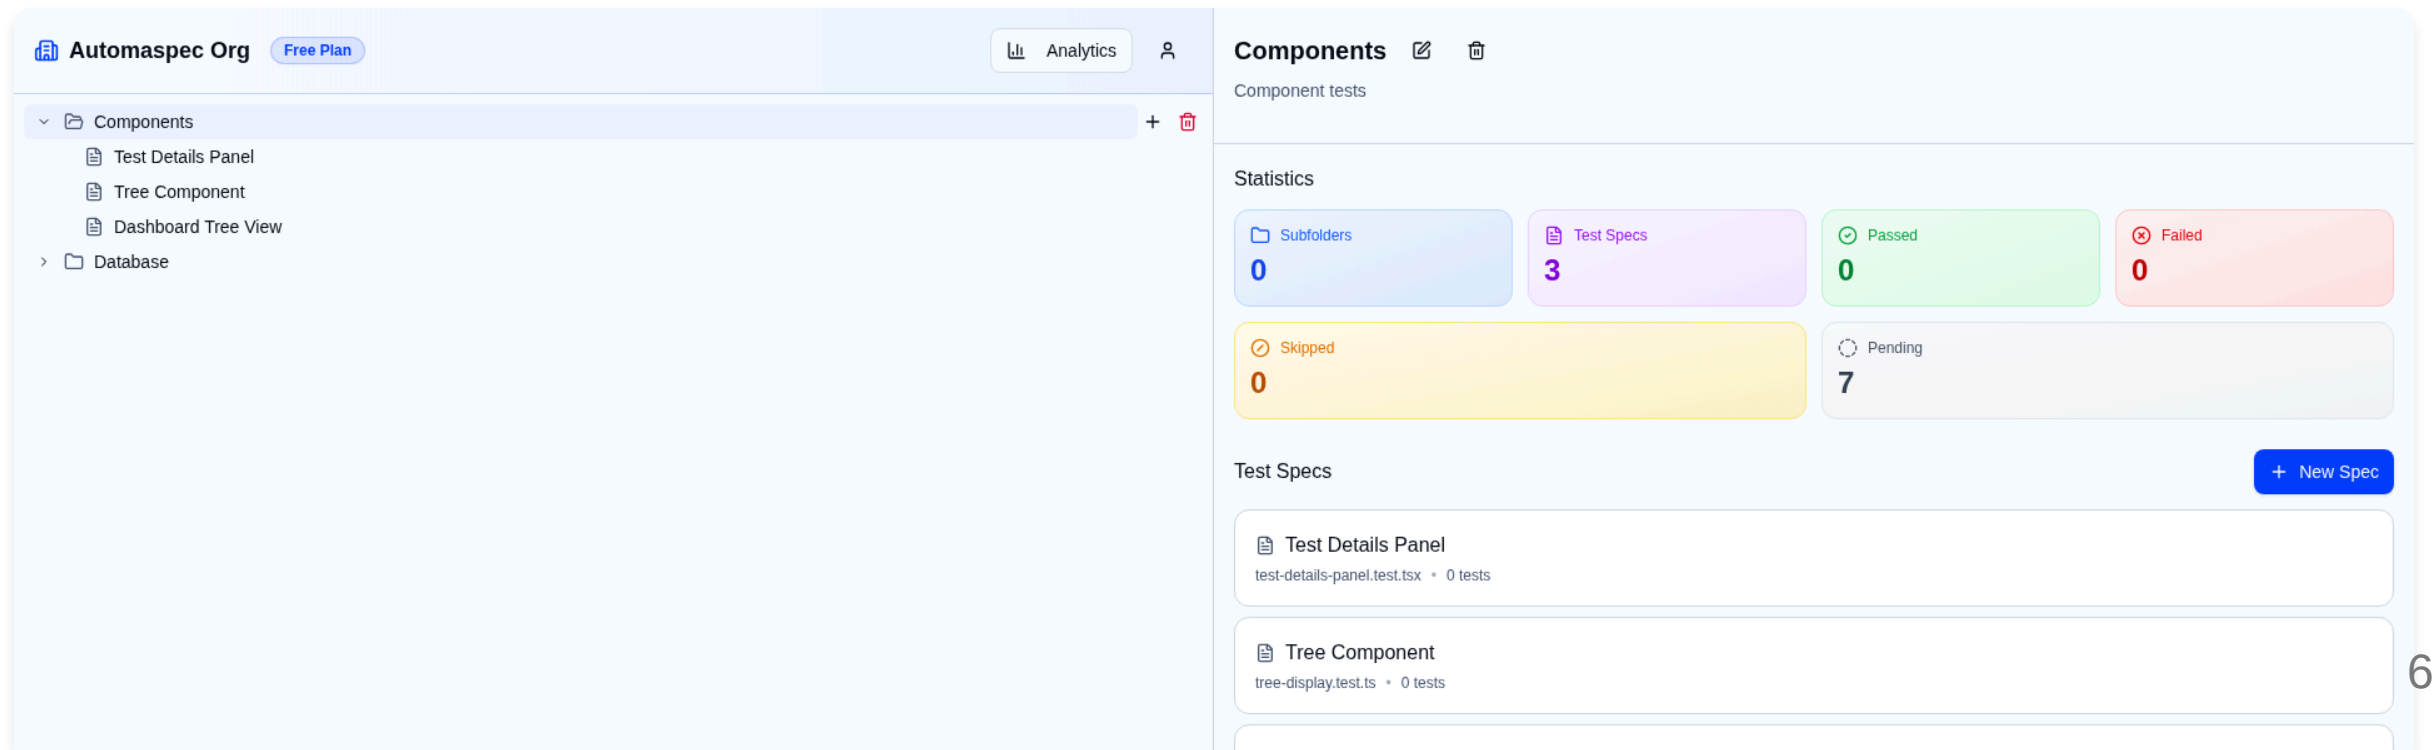 Automaspec Org
Free Plan
Analytics
Components
Test Details Panel
Tree Component
Dashboard Tree View
Database
Components
Component tests
Statistics
Subfolders
0
Test Specs
3
Passed
0
Failed
0
Skipped
0
Pending
7
Test Specs
New Spec
Test Details Panel
test-details-panel.test.tsx • 0 tests
Tree Component
tree-display.test.ts • 0 tests
6